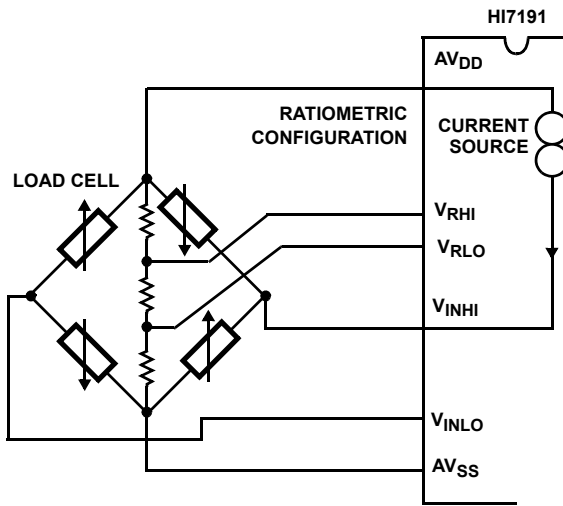 HI7191
AVDD
RATIOMETRIC
CONFIGURATION
CURRENT
SOURCE
LOAD CELL
VRHI
VRLO
VINHI
VINLO
AVSS